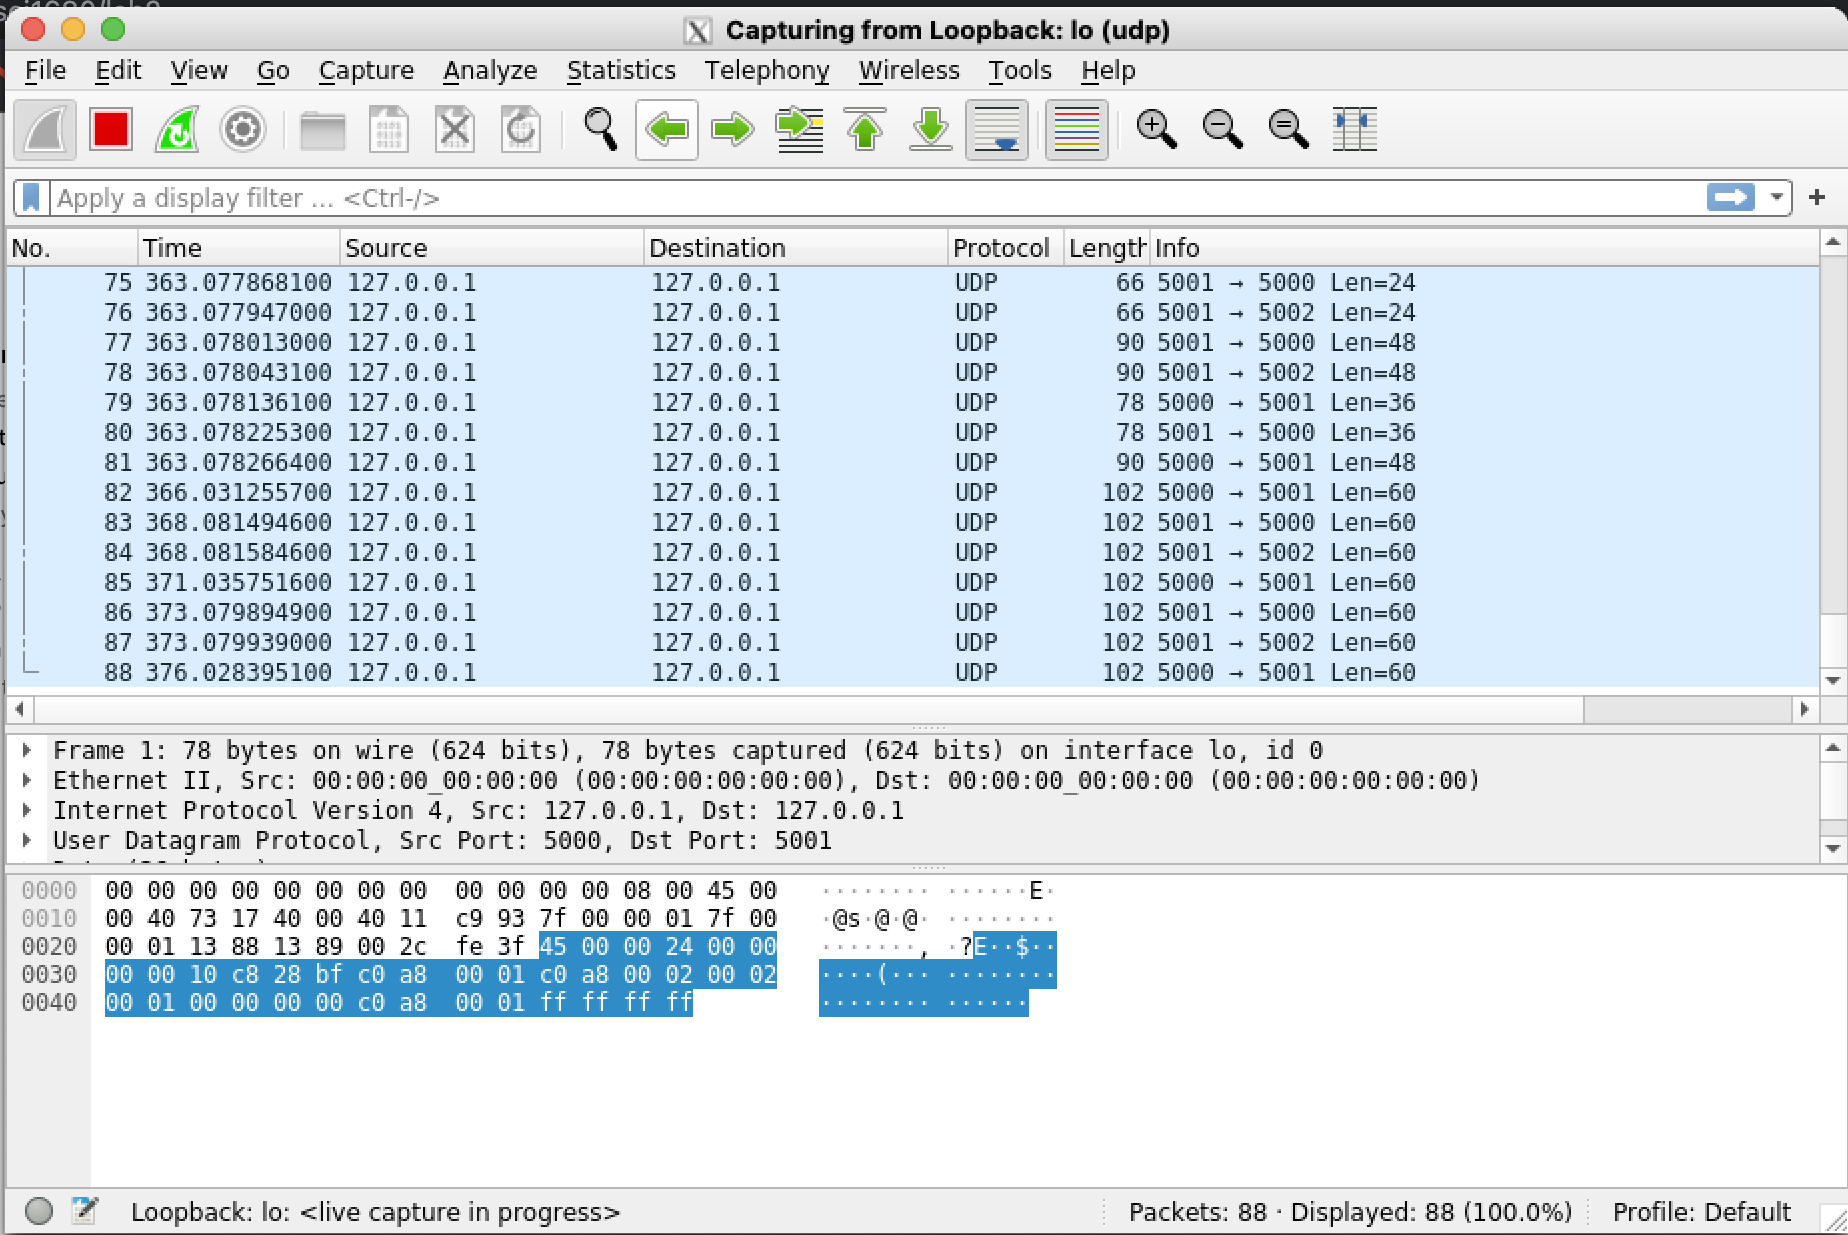 Capturing from Loopback: lo (udp)
File Edit View Go Capture Analyze Statistics Telephony Wireless Tools Help
Apply a display filter ... <Ctrl-/>
No. Time Source Destination Protocol Length Info
75 363.077868100 127.0.0.1 127.0.0.1 UDP 66 5001 → 5000 Len=24
76 363.077947000 127.0.0.1 127.0.0.1 UDP 66 5001 → 5002 Len=24
77 363.078013000 127.0.0.1 127.0.0.1 UDP 90 5001 → 5000 Len=48
78 363.078043100 127.0.0.1 127.0.0.1 UDP 90 5001 → 5002 Len=48
79 363.078136100 127.0.0.1 127.0.0.1 UDP 78 5000 → 5001 Len=36
80 363.078225300 127.0.0.1 127.0.0.1 UDP 78 5001 → 5000 Len=36
81 363.078266400 127.0.0.1 127.0.0.1 UDP 90 5000 → 5001 Len=48
82 366.031255700 127.0.0.1 127.0.0.1 UDP 102 5000 → 5001 Len=60
83 368.081494600 127.0.0.1 127.0.0.1 UDP 102 5001 → 5000 Len=60
84 368.081584600 127.0.0.1 127.0.0.1 UDP 102 5001 → 5002 Len=60
85 371.035751600 127.0.0.1 127.0.0.1 UDP 102 5000 → 5001 Len=60
86 373.079894900 127.0.0.1 127.0.0.1 UDP 102 5001 → 5000 Len=60
87 373.079939000 127.0.0.1 127.0.0.1 UDP 102 5001 → 5002 Len=60
88 376.028395100 127.0.0.1 127.0.0.1 UDP 102 5000 → 5001 Len=60
Frame 1: 78 bytes on wire (624 bits), 78 bytes captured (624 bits) on interface lo, id 0
Ethernet II, Src: 00:00:00_00:00:00 (00:00:00:00:00:00), Dst: 00:00:00_00:00:00 (00:00:00:00:00:00)
Internet Protocol Version 4, Src: 127.0.0.1, Dst: 127.0.0.1
User Datagram Protocol, Src Port: 5000, Dst Port: 5001
0000 00 00 00 00 00 00 00 00 00 00 00 00 08 00 45 00 ········ ······E·
0010 00 40 73 17 40 00 40 11 c9 93 7f 00 00 01 7f 00 ·@s·@·@· ········
0020 00 01 13 88 13 89 00 2c fe 3f 45 00 00 24 00 00 ·······, ·?E··$··
0030 00 00 10 c8 28 bf c0 a8 00 01 c0 a8 00 02 00 02 ····(··· ········
0040 00 01 00 00 00 00 c0 a8 00 01 ff ff ff ff ········ ······
Loopback: lo: <live capture in progress> Packets: 88 · Displayed: 88 (100.0%) Profile: Default